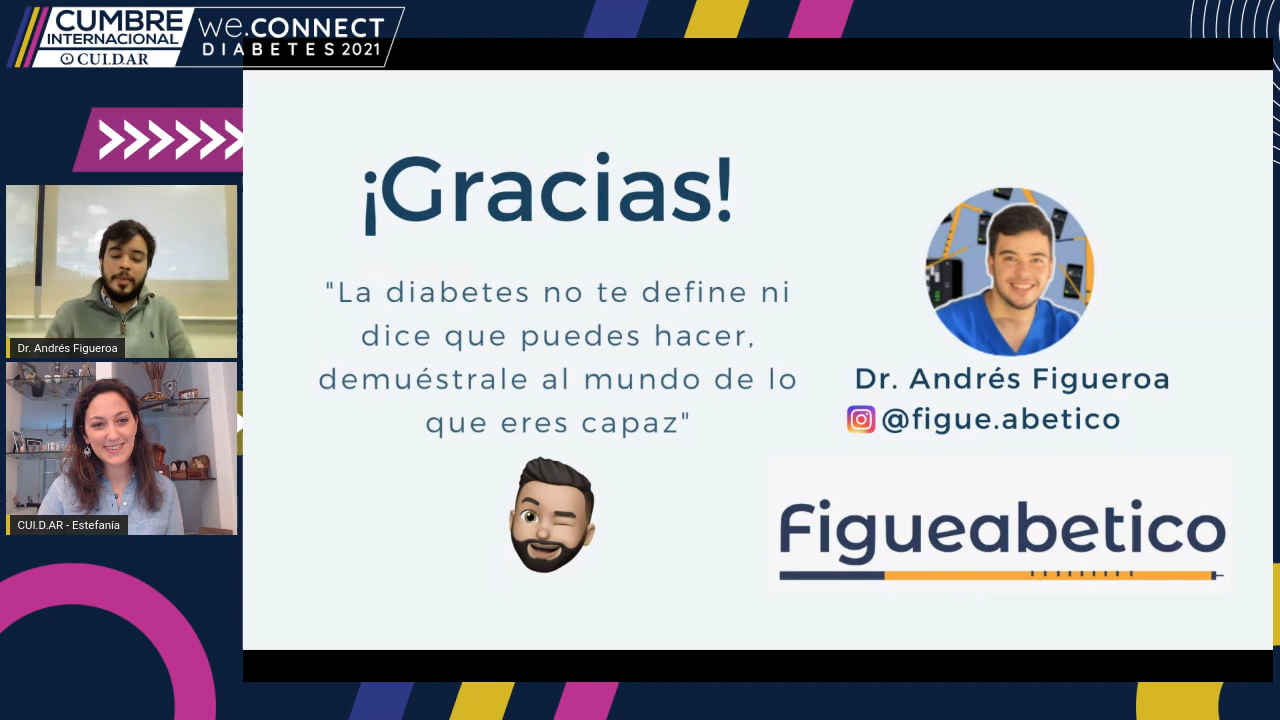 CUMBRE
INTERNACIONAL
CUI.D.AR
we.CONNECT
DIABETES 2021
¡Gracias!
"La diabetes no te define ni
dice que puedes hacer,
demuéstrale al mundo de lo
que eres capaz"
Dr. Andrés Figueroa
@figue.abetico
Figueabetico
Dr. Andrés Figueroa
CUI.D.AR - Estefanía